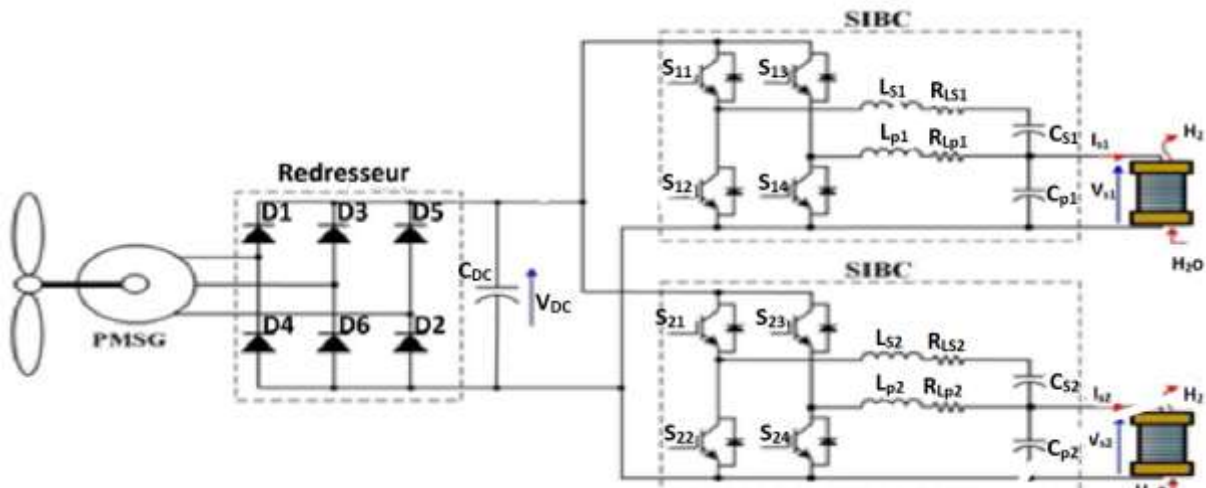 SIBC
S11
S13
LS1
RLS1
CS1
Is1
H2
Lp1
RLp1
S12
S14
Cp1
Vs1
H2O
Redresseur
D1
D3
D5
CDC
VDC
PMSG
D4
D6
D2
SIBC
S21
S23
LS2
RLS2
CS2
Is2
H2
Lp2
RLp2
S22
S24
Cp2
Vs2